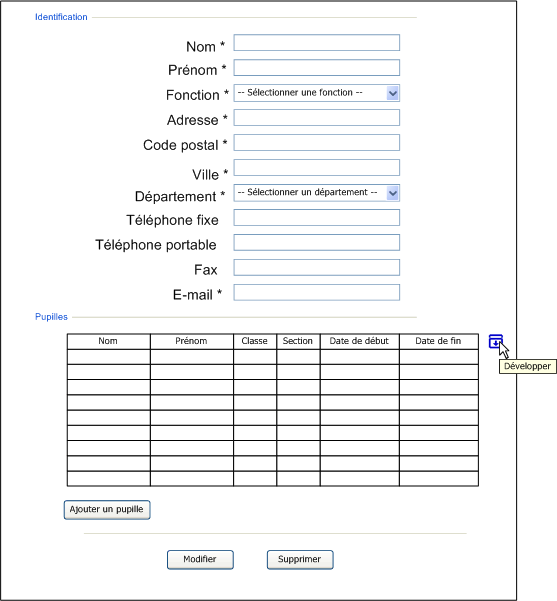 Identification
Nom *
Prénom *
Fonction * -- Sélectionner une fonction --
Adresse *
Code postal *
Ville *
Département * -- Sélectionner un département --
Téléphone fixe
Téléphone portable
Fax
E-mail *
Pupilles
Nom Prénom Classe Section Date de début Date de fin
Développer
Ajouter un pupille
Modifier Supprimer